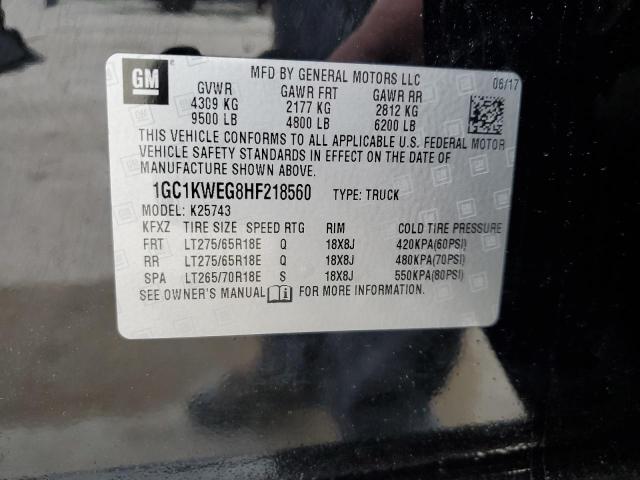 GM
MFD BY GENERAL MOTORS LLC
06/17
GVWR GAWR FRT GAWR RR
4309 KG 2177 KG 2812 KG
9500 LB 4800 LB 6200 LB
THIS VEHICLE CONFORMS TO ALL APPLICABLE U.S. FEDERAL MOTOR
VEHICLE SAFETY STANDARDS IN EFFECT ON THE DATE OF
MANUFACTURE SHOWN ABOVE.
1GC1KWEG8HF218560 TYPE: TRUCK
MODEL: K25743
KFXZ TIRE SIZE SPEED RTG RIM COLD TIRE PRESSURE
FRT LT275/65R18E Q 18X8J 420KPA(60PSI)
RR LT275/65R18E Q 18X8J 480KPA(70PSI)
SPA LT265/70R18E S 18X8J 550KPA(80PSI)
SEE OWNER'S MANUAL i FOR MORE INFORMATION.